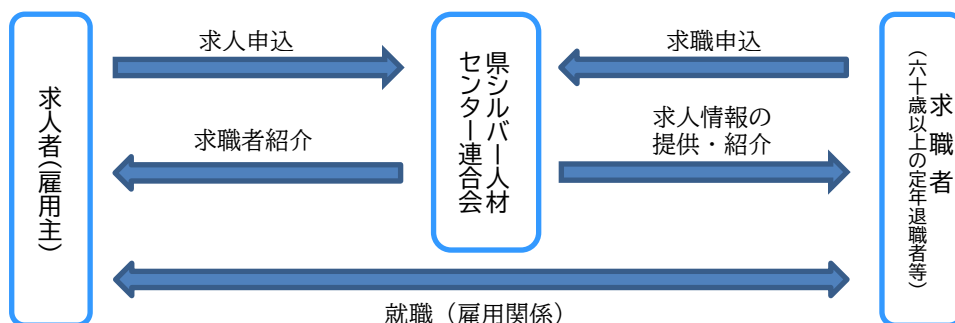 求人者(雇用主)
求人申込
求職者紹介
県シルバー人材
センター連合会
求職申込
求人情報の
提供・紹介
求職者
(六十歳以上の定年退職者等)
就職（雇用関係）